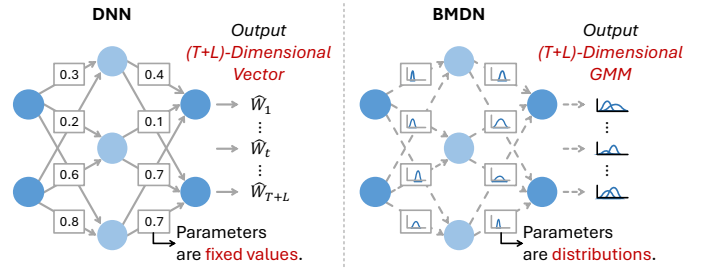 DNN
Output
(T+L)-Dimensional
Vector
0.3
0.4
0.2
0.1
0.6
0.7
0.8
0.7
Ŵ₁
⋮
Ŵₜ
⋮
Ŵ_{T+L}
Parameters
are fixed values.
BMDN
Output
(T+L)-Dimensional
GMM
⋮
⋮
Parameters
are distributions.